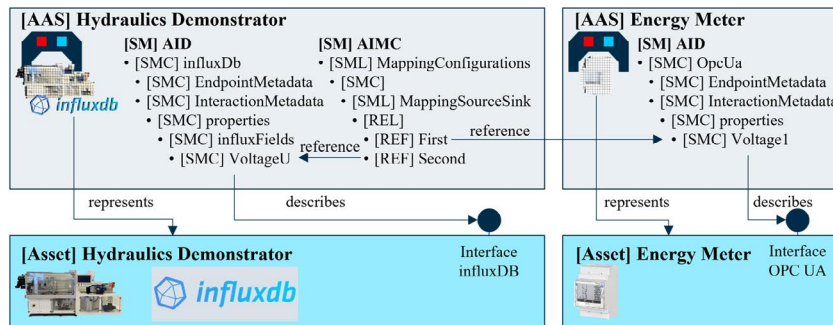 [AAS] Hydraulics Demonstrator
[SM] AID
• [SMC] influxDb
• [SMC] EndpointMetadata
• [SMC] InteractionMetadata
• [SMC] properties
• [SMC] influxFields
• [SMC] VoltageU
influxdb
[SM] AIMC
• [SML] MappingConfigurations
• [SMC]
• [SML] MappingSourceSink
• [REL]
• [REF] First
• [REF] Second
reference
reference
[AAS] Energy Meter
[SM] AID
• [SMC] OpcUa
• [SMC] EndpointMetadata
• [SMC] InteractionMetadata
• [SMC] properties
• [SMC] Voltage1
represents
describes
represents
describes
[Asset] Hydraulics Demonstrator
influxdb
Interface
influxDB
[Asset] Energy Meter
Interface
OPC UA